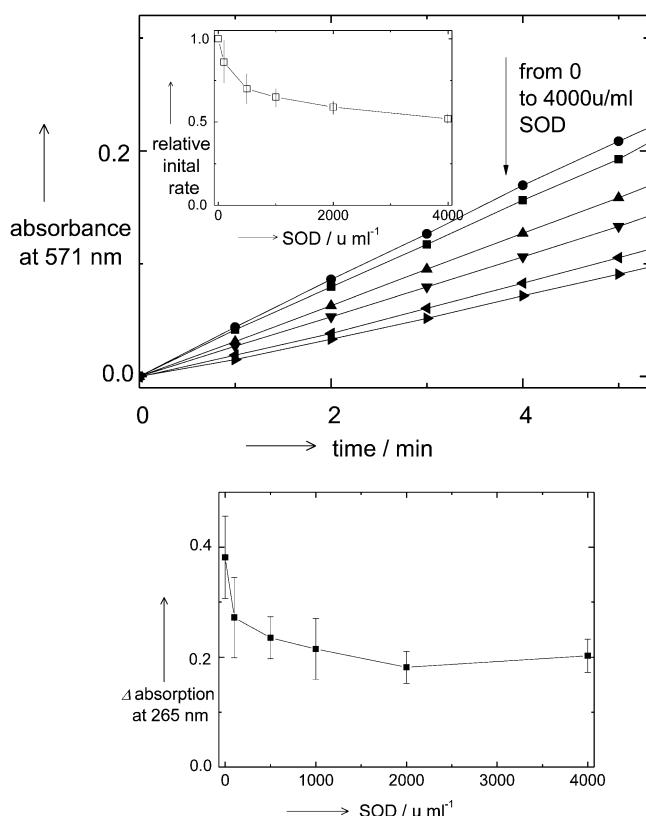 1.0
0.5
0.0
relative
inital
rate
0
2000
4000
SOD / u ml⁻¹
from 0
to 4000u/ml
SOD
0.2
0.0
absorbance
at 571 nm
0
2
4
time / min
0.4
0.2
0.0
Δ absorption
at 265 nm
0
1000
2000
3000
4000
SOD / u ml⁻¹